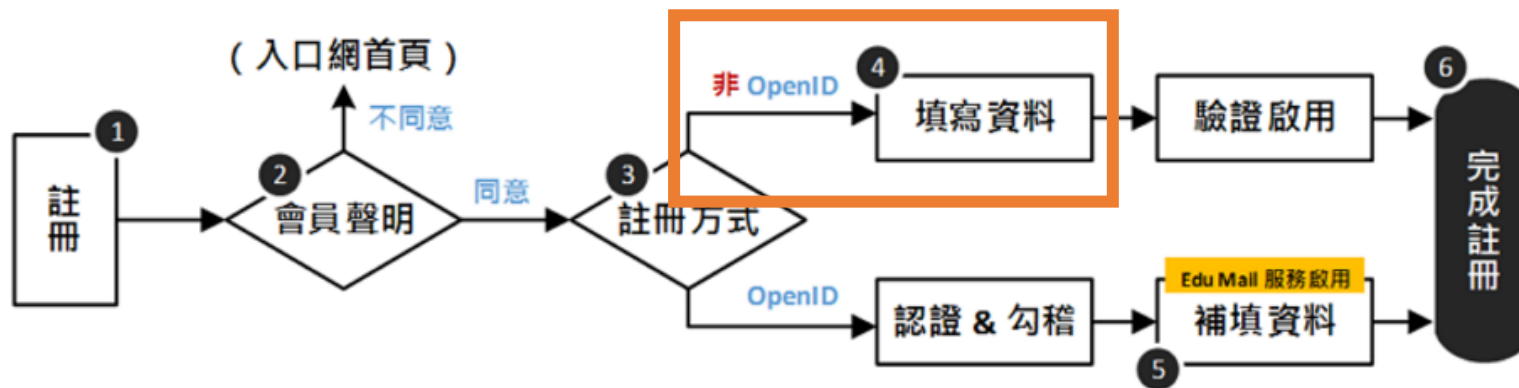 (入口網首頁)
不同意
1
註冊
2
會員聲明
同意
3
註冊方式
非 OpenID
4
填寫資料
驗證啟用
6
完成註冊
OpenID
認證 & 勾稽
Edu Mail 服務啟用
補填資料
5